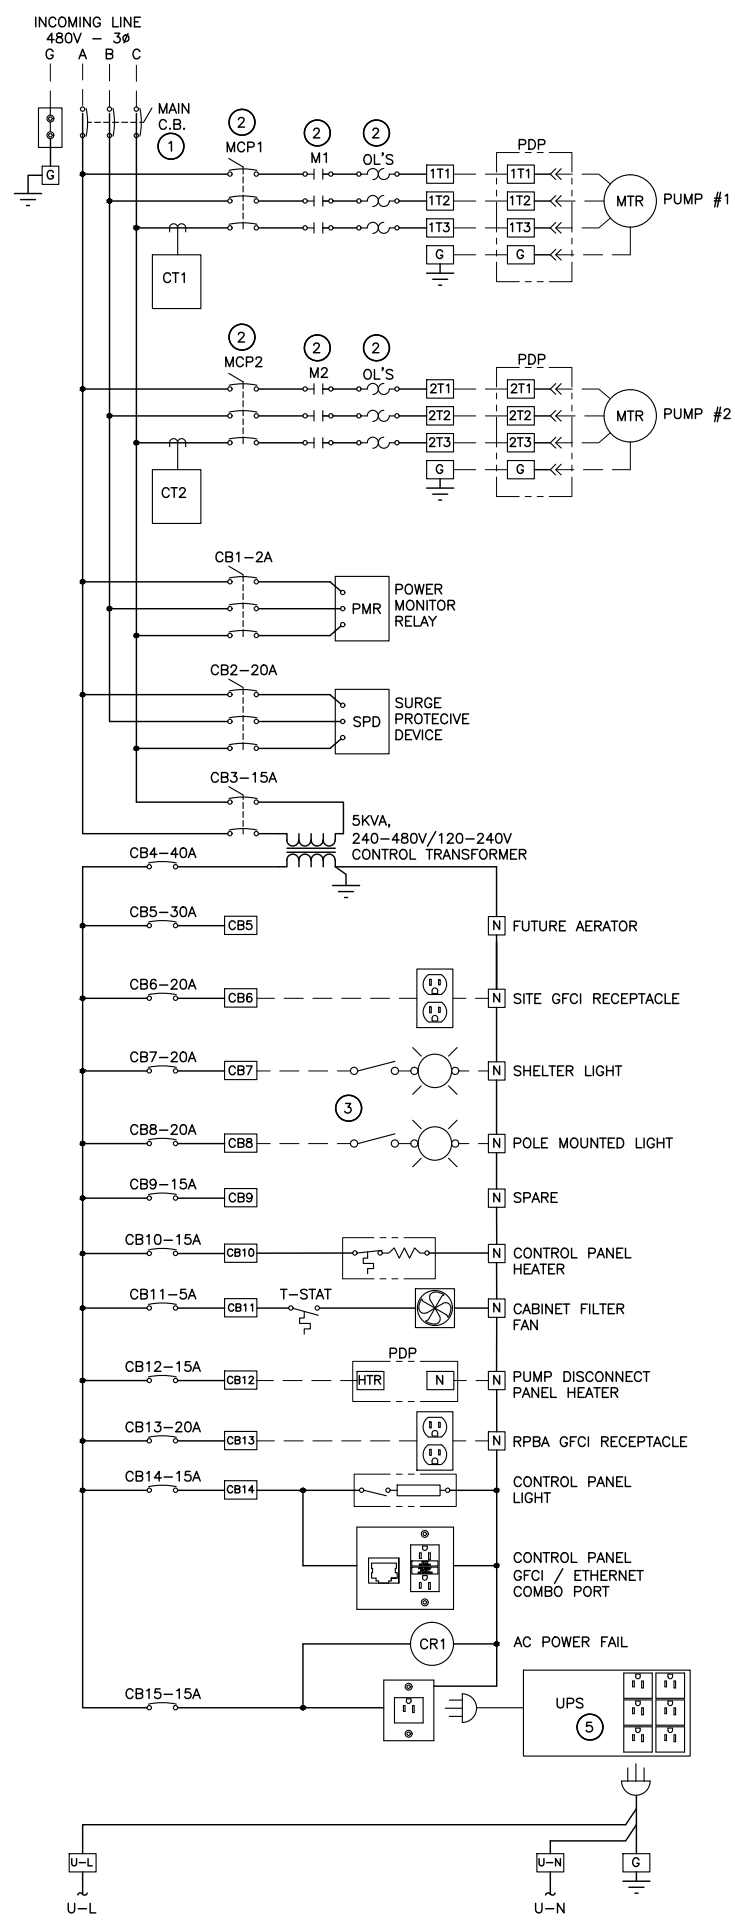 INCOMING LINE
480V – 3ø
G A B C
MAIN
C.B.
1
2
MCP1
2
M1
2
OL'S
PDP
1T1 1T1
1T2 1T2
1T3 1T3
G G
MTR
PUMP #1
CT1
G
2
MCP2
2
M2
2
OL'S
PDP
2T1 2T1
2T2 2T2
2T3 2T3
G G
MTR
PUMP #2
CT2
CB1–2A
PMR
POWER
MONITOR
RELAY
CB2–20A
SPD
SURGE
PROTECIVE
DEVICE
CB3–15A
5KVA,
240–480V/120–240V
CONTROL TRANSFORMER
CB4–40A
CB5–30A
CB5 N FUTURE AERATOR
CB6–20A
CB6 N SITE GFCI RECEPTACLE
CB7–20A
CB7 N SHELTER LIGHT
3
CB8–20A
CB8 N POLE MOUNTED LIGHT
CB9–15A
CB9 N SPARE
CB10–15A
CB10 N CONTROL PANEL
HEATER
CB11–5A
T–STAT
CB11 N CABINET FILTER
FAN
PDP
CB12–15A
CB12 HTR N N PUMP DISCONNECT
PANEL HEATER
CB13–20A
CB13 N RPBA GFCI RECEPTACLE
CB14–15A
CB14
CONTROL PANEL
LIGHT
CONTROL PANEL
GFCI / ETHERNET
COMBO PORT
CR1
AC POWER FAIL
CB15–15A
UPS
5
U–L U–N G
U–L U–N